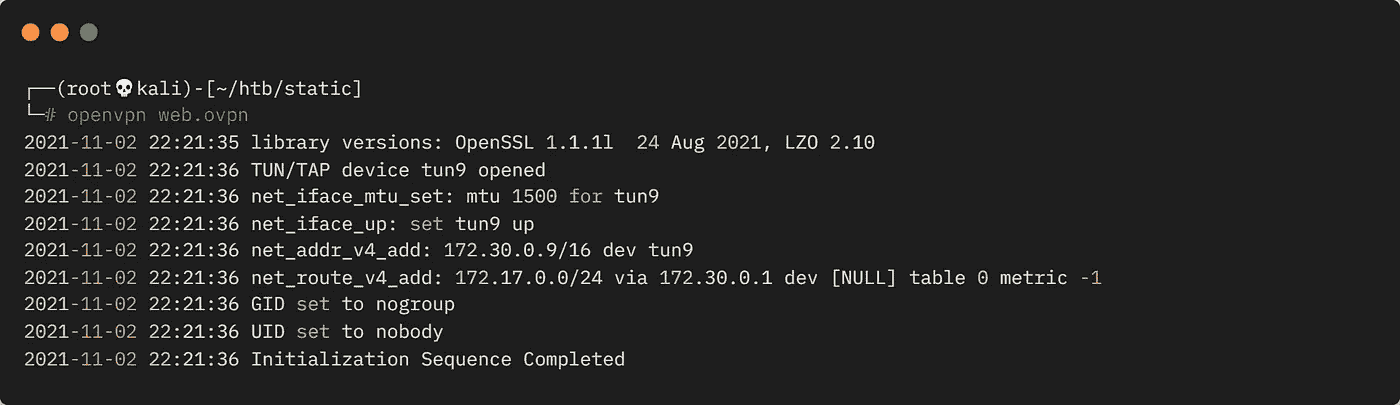 ┌──(root💀kali)-[~/htb/static]
└─# openvpn web.ovpn
2021-11-02 22:21:35 library versions: OpenSSL 1.1.1l  24 Aug 2021, LZO 2.10
2021-11-02 22:21:36 TUN/TAP device tun9 opened
2021-11-02 22:21:36 net_iface_mtu_set: mtu 1500 for tun9
2021-11-02 22:21:36 net_iface_up: set tun9 up
2021-11-02 22:21:36 net_addr_v4_add: 172.30.0.9/16 dev tun9
2021-11-02 22:21:36 net_route_v4_add: 172.17.0.0/24 via 172.30.0.1 dev [NULL] table 0 metric -1
2021-11-02 22:21:36 GID set to nogroup
2021-11-02 22:21:36 UID set to nobody
2021-11-02 22:21:36 Initialization Sequence Completed